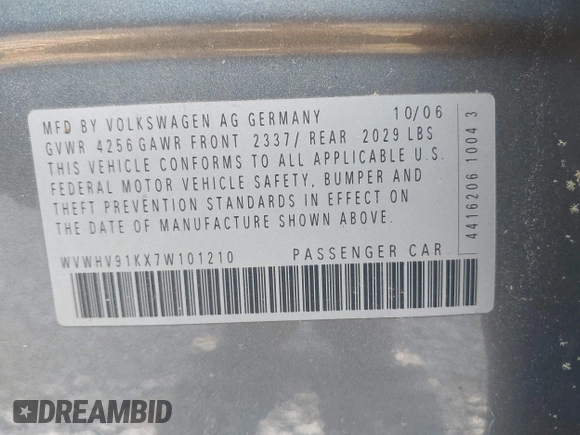 MFD BY VOLKSWAGEN AG GERMANY 10/06
GVWR 4256 GAWR FRONT 2337/ REAR 2029 LBS
THIS VEHICLE CONFORMS TO ALL APPLICABLE U.S.
FEDERAL MOTOR VEHICLE SAFETY, BUMPER AND
THEFT PREVENTION STANDARDS IN EFFECT ON
THE DATE OF MANUFACTURE SHOWN ABOVE.
WVWHV91KX7W101210 PASSENGER CAR
4416206 1004 3
DREAMBID